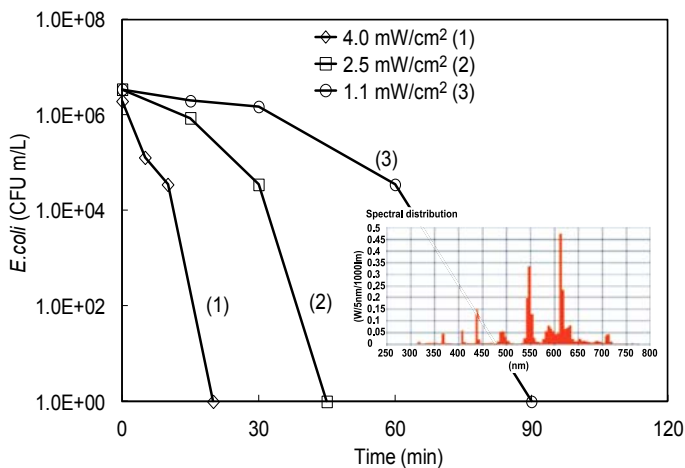 1.0E+08
1.0E+06
1.0E+04
1.0E+02
1.0E+00
E.coli (CFU m/L)
4.0 mW/cm² (1)
2.5 mW/cm² (2)
1.1 mW/cm² (3)
(1)
(2)
(3)
Spectral distribution
0.5
0.45
0.4
0.35
0.3
0.25
0.2
0.15
0.1
0,05
0
(W/5nm/1000lm)
250 300 350 400 450 500 550 600 650 700 750 800
(nm)
0 30 60 90 120
Time (min)